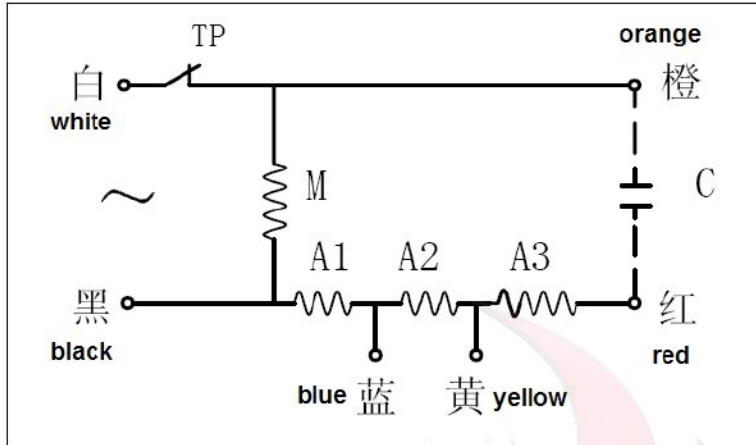 TP
orange
白
橙
white
M
C
A1 A2 A3
黑
红
black
red
blue 蓝 黄 yellow